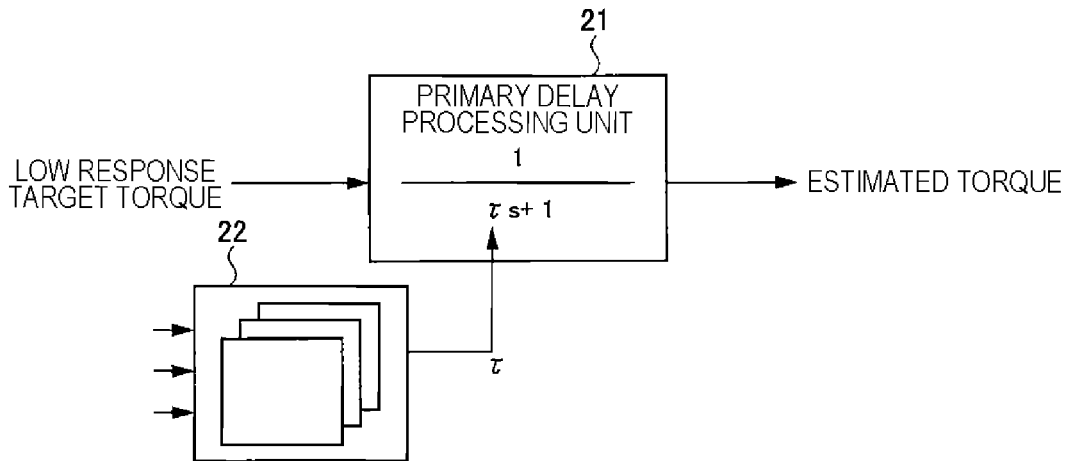 21
PRIMARY DELAY
PROCESSING UNIT
1
τ s+ 1
LOW RESPONSE
TARGET TORQUE
ESTIMATED TORQUE
22
τ